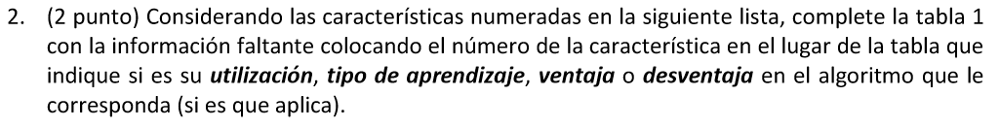 2. (2 punto) Considerando las características numeradas en la siguiente lista, complete la tabla 1
con la información faltante colocando el número de la característica en el lugar de la tabla que
indique si es su utilización, tipo de aprendizaje, ventaja o desventaja en el algoritmo que le
corresponda (si es que aplica).